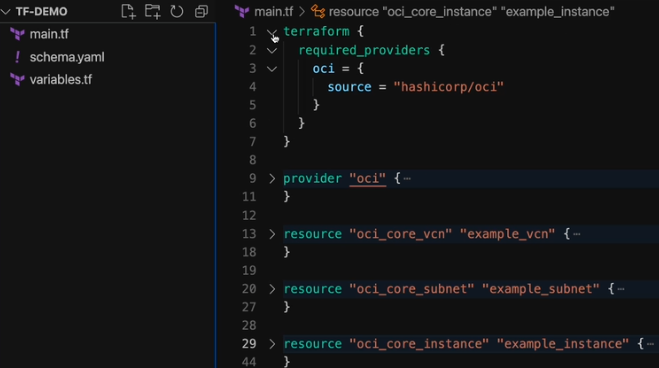 TF-DEMO
main.tf
schema.yaml
variables.tf
main.tf > resource "oci_core_instance" "example_instance"
1 terraform {
2 required_providers {
3 oci = {
4 source = "hashicorp/oci"
5 }
6 }
7 }
8
9 provider "oci" {…
11 }
12
13 resource "oci_core_vcn" "example_vcn" {…
18 }
19
20 resource "oci_core_subnet" "example_subnet" {…
27 }
28
29 resource "oci_core_instance" "example_instance" {…
44 }